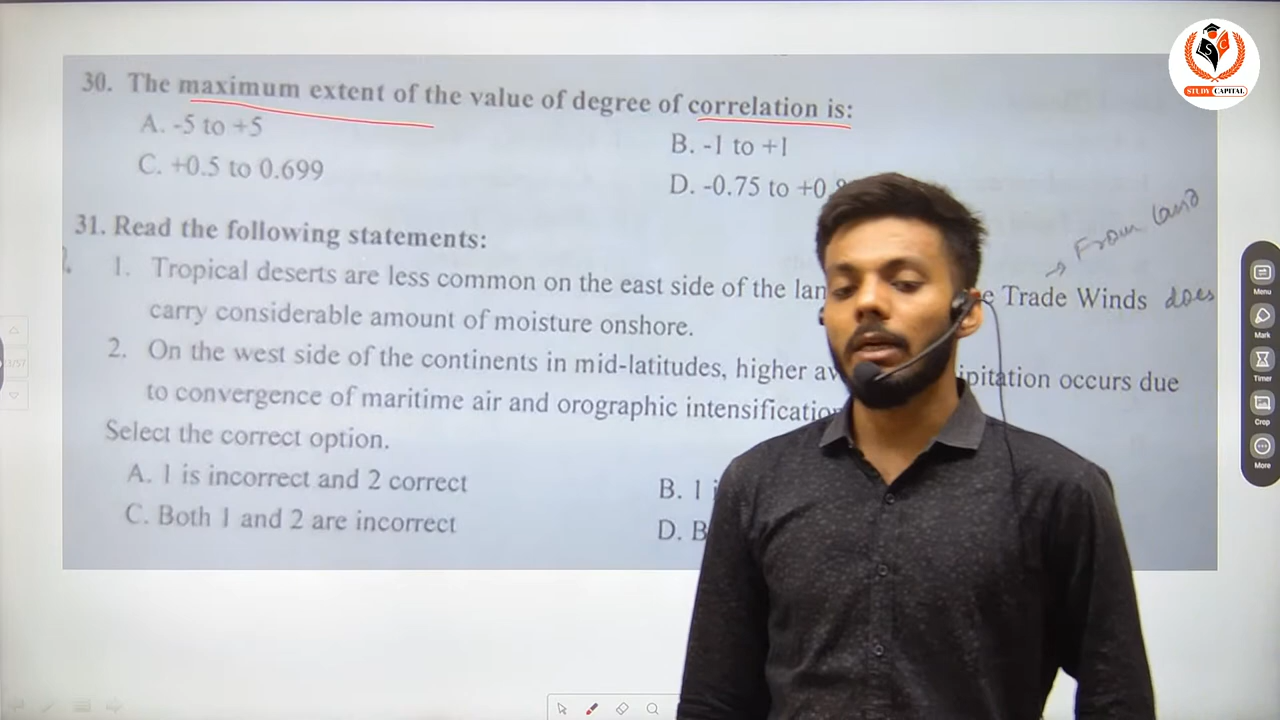 30. The maximum extent of the value of degree of correlation is:
A. -5 to +5
B. -1 to +1
C. +0.5 to 0.699
D. -0.75 to +0.
31. Read the following statements:
1. Tropical deserts are less common on the east side of the Trade Winds does
From land
carry considerable amount of moisture onshore.
2. On the west side of the continents in mid-latitudes, higher occurs due
to convergence of maritime air and orographic
Select the correct option.
A. 1 is incorrect and 2 correct
B. 1
C. Both 1 and 2 are incorrect
D.
S C
STUDY CAPITAL
Menu
Mark
Timer
Crop
More